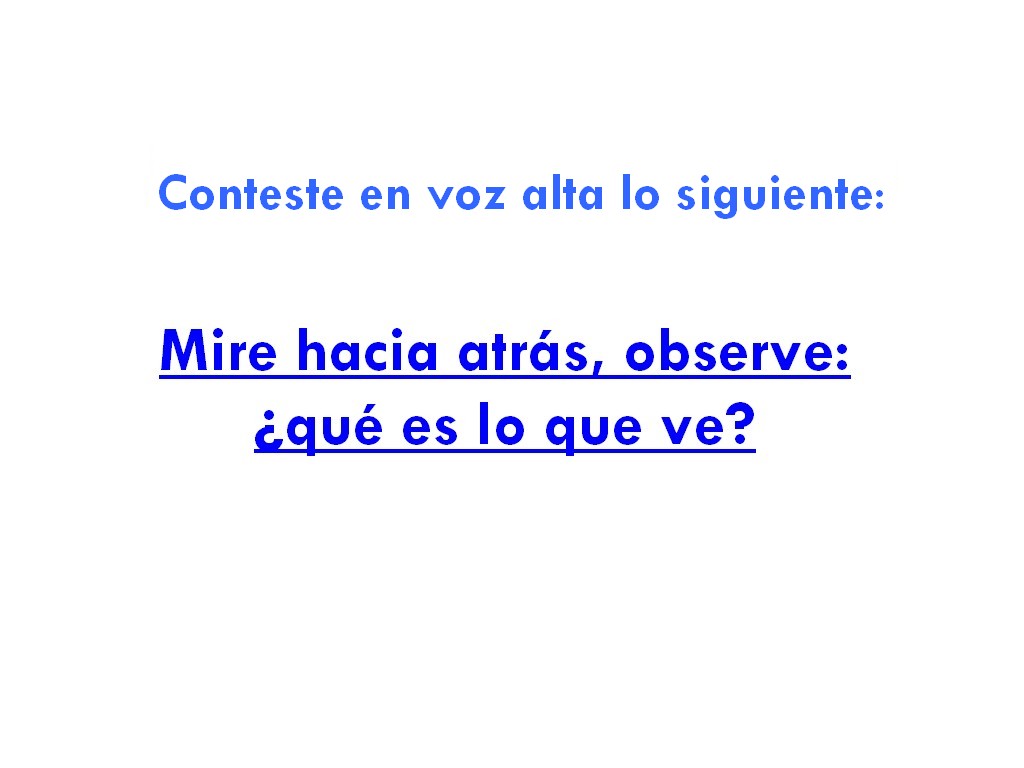 Conteste en voz alta lo siguiente:
Mire hacia atrás, observe:
¿qué es lo que ve?